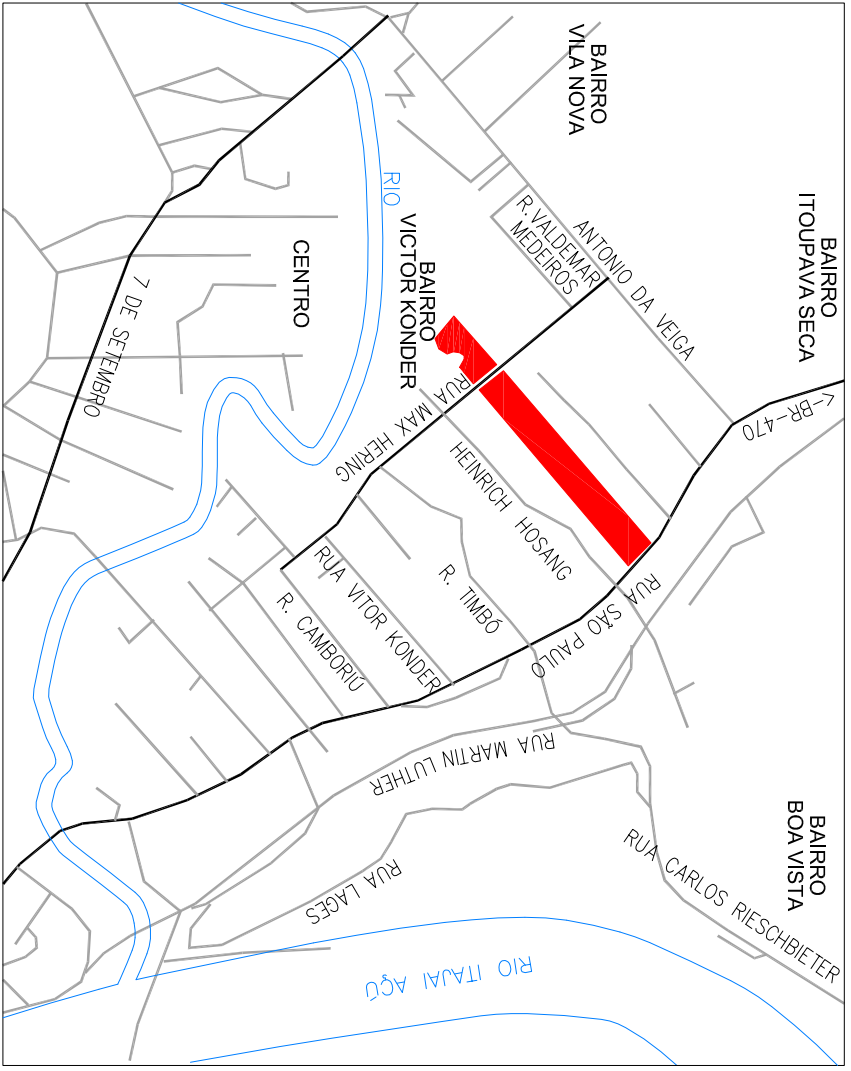 BAIRRO
VILA NOVA
BAIRRO
ITOUPAVA SECA
RIO
R.VALDEMAR
MEDEIROS
ANTONIO DA VEIGA
CENTRO
BAIRRO
VICTOR KONDER
7 DE SETEMBRO
<-BR-470
RUA MAX HERING
HEINRICH HOSANG
RUA SÃO PAULO
R. TIMBÓ
RUA VITOR KONDER
R. CAMBORIÚ
RUA MARTIN LUTHER
RUA LAGES
RUA CARLOS RIESCHBIETER
BAIRRO
BOA VISTA
RIO ITAJAI AÇÚ